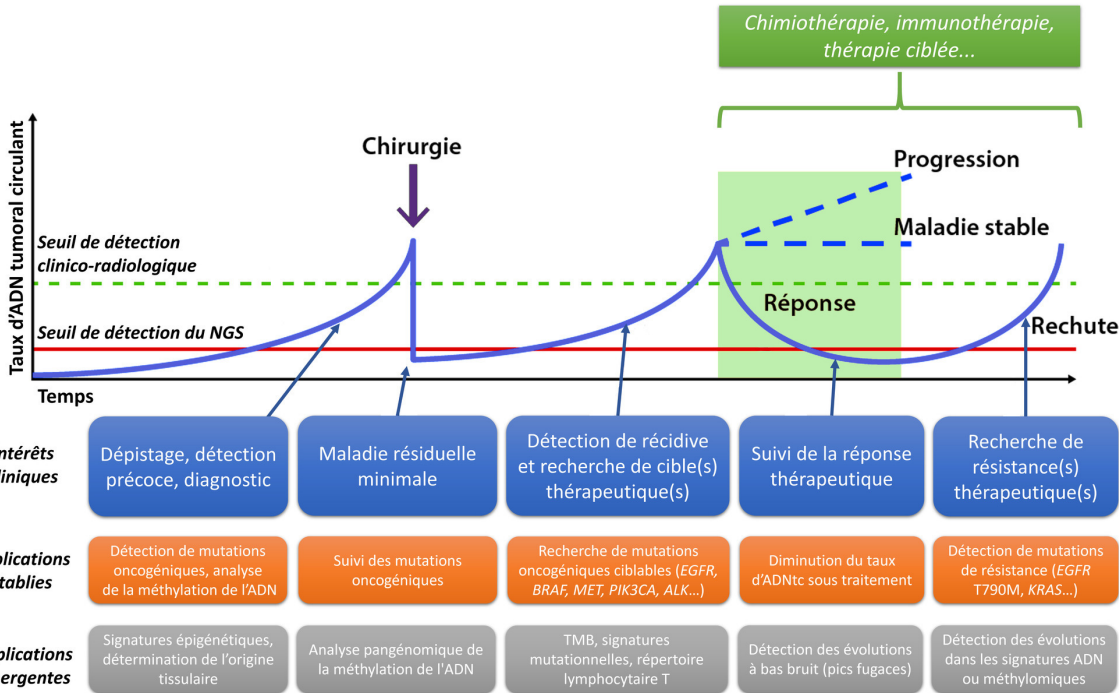 Chimiothérapie, immunothérapie,
thérapie ciblée...
Taux d'ADN tumoral circulant
Chirurgie
Progression
Maladie stable
Seuil de détection
clinico-radiologique
Réponse
Seuil de détection du NGS
Rechute
Temps
ntérêts
liniques
Dépistage, détection
précoce, diagnostic
Maladie résiduelle
minimale
Détection de récidive
et recherche de cible(s)
thérapeutique(s)
Suivi de la réponse
thérapeutique
Recherche de
résistance(s)
thérapeutique(s)
plications
tablies
Détection de mutations
oncogéniques, analyse
de la méthylation de l'ADN
Suivi des mutations
oncogéniques
Recherche de mutations
oncogéniques ciblables (EGFR,
BRAF, MET, PIK3CA, ALK...)
Diminution du taux
d'ADNtc sous traitement
Détection de mutations
de résistance (EGFR
T790M, KRAS...)
plications
ergentes
Signatures épigénétiques,
détermination de l'origine
tissulaire
Analyse pangénomique de
la méthylation de l'ADN
TMB, signatures
mutationnelles, répertoire
lymphocytaire T
Détection des évolutions
à bas bruit (pics fugaces)
Détection des évolutions
dans les signatures ADN
ou méthylomiques